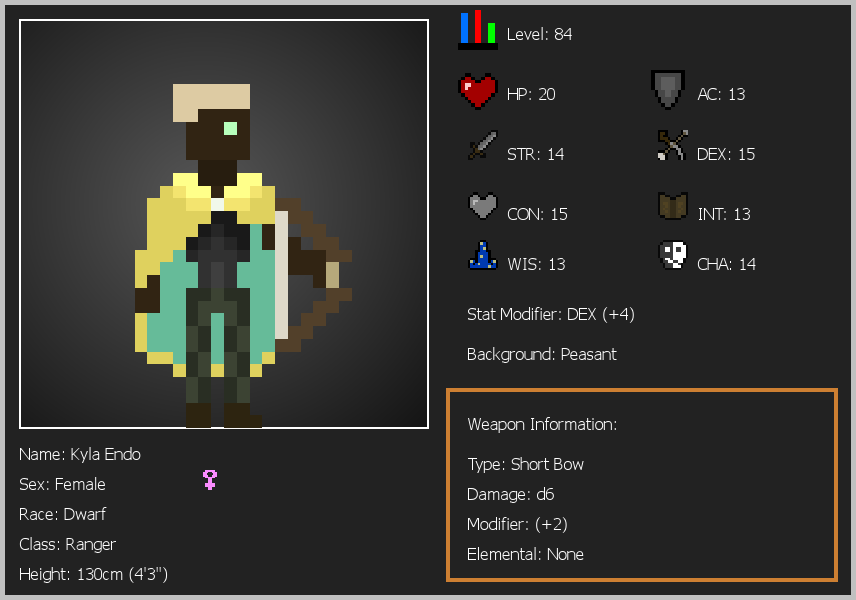 Level: 84
HP: 20
AC: 13
STR: 14
DEX: 15
CON: 15
INT: 13
WIS: 13
CHA: 14
Stat Modifier: DEX (+4)
Background: Peasant
Weapon Information:
Type: Short Bow
Damage: d6
Modifier: (+2)
Elemental: None
Name: Kyla Endo
Sex: Female
Race: Dwarf
Class: Ranger
Height: 130cm (4'3")